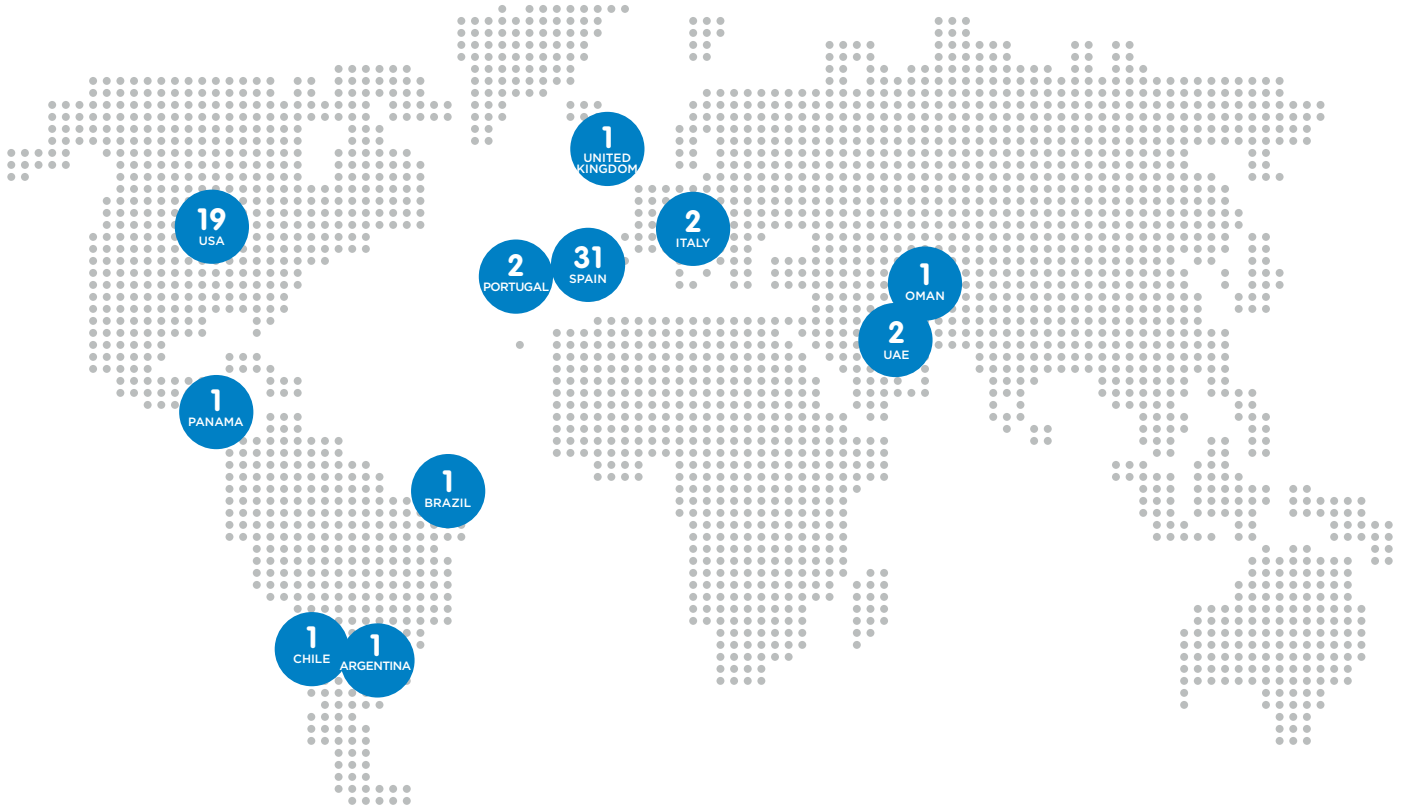 1
UNITED
KINGDOM
19
USA
2
ITALY
31
SPAIN
2
PORTUGAL
1
OMAN
2
UAE
1
PANAMA
1
BRAZIL
1
CHILE
1
ARGENTINA